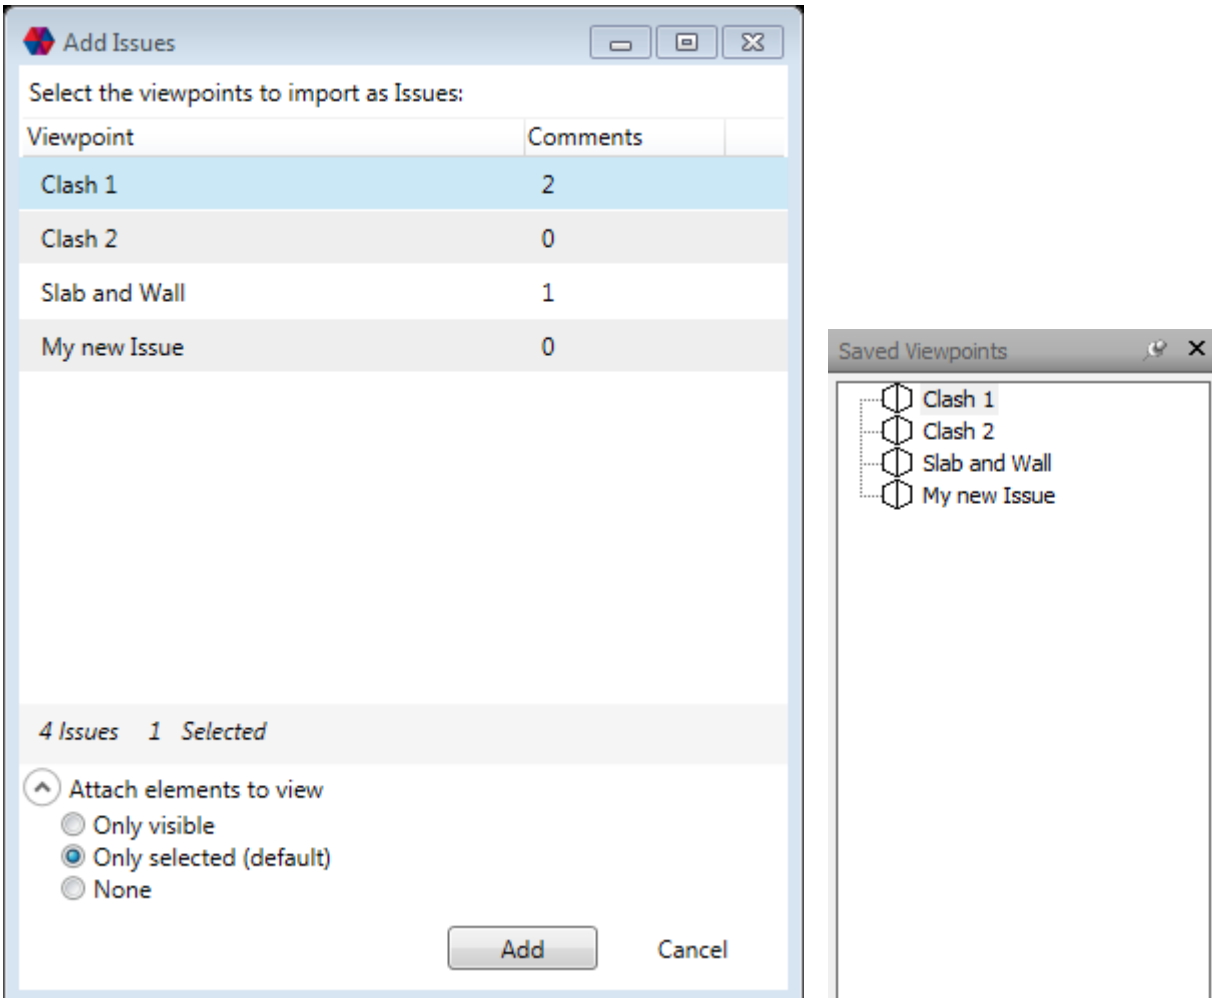 Add Issues
Select the viewpoints to import as Issues:
Viewpoint Comments
Clash 1 2
Clash 2 0
Slab and Wall 1
My new Issue 0
4 Issues 1 Selected
Attach elements to view
Only visible
Only selected (default)
None
Add Cancel
Saved Viewpoints
Clash 1
Clash 2
Slab and Wall
My new Issue